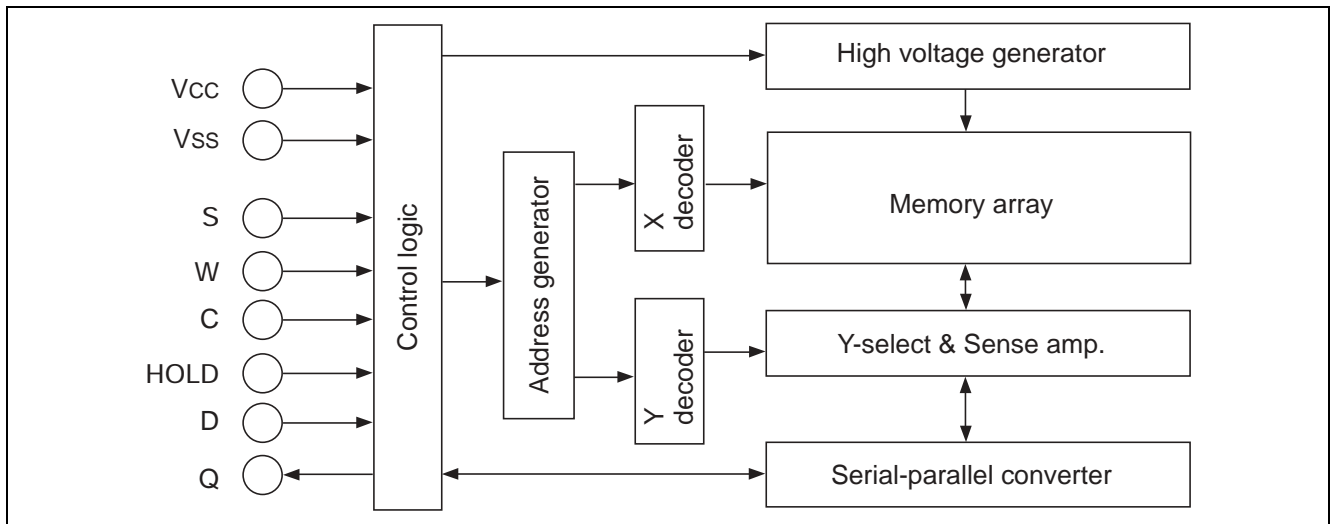 Vcc
Vss
S
W
C
HOLD
D
Q
Control logic
Address generator
X
decoder
Y
decoder
High voltage generator
Memory array
Y-select & Sense amp.
Serial-parallel converter